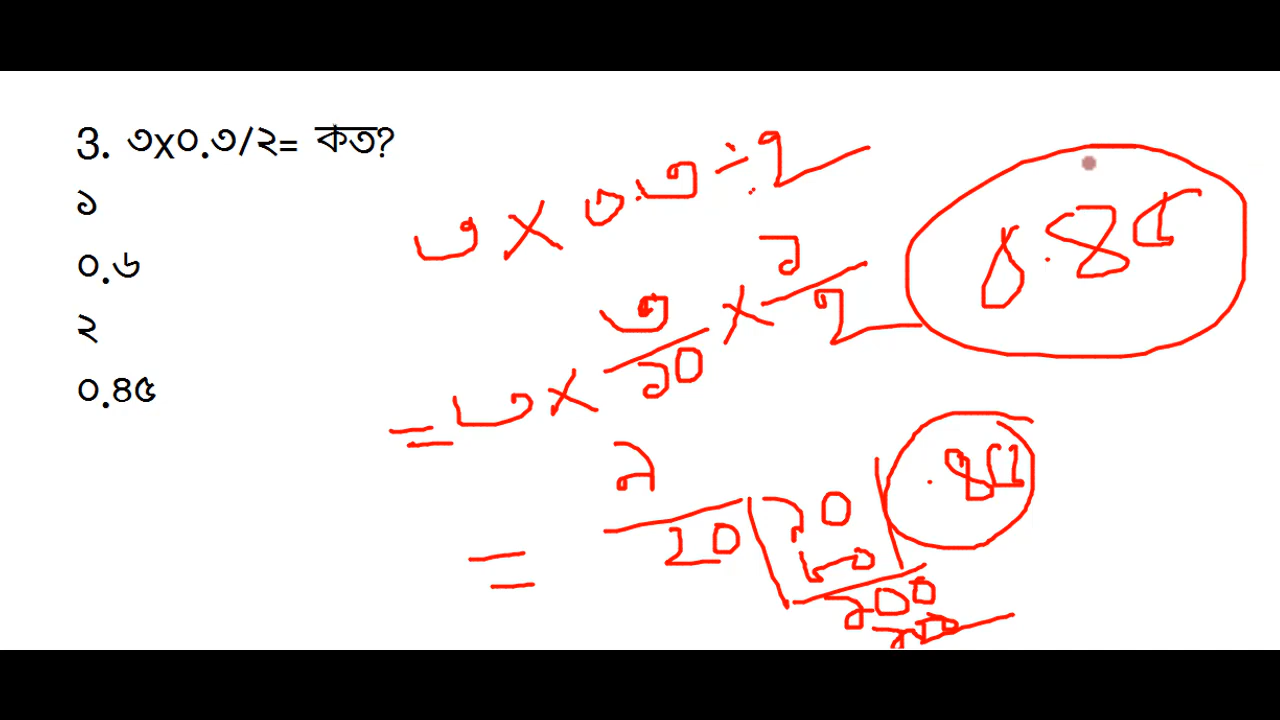 3. ৩x০.৩/২= কত?
১
০.৬
২
০.৪৫
৩ × ০.৩ ÷ ২
= ৩ × ৩/১০ × ১/২
০.৪৫
= ৯/২০
.৪৫